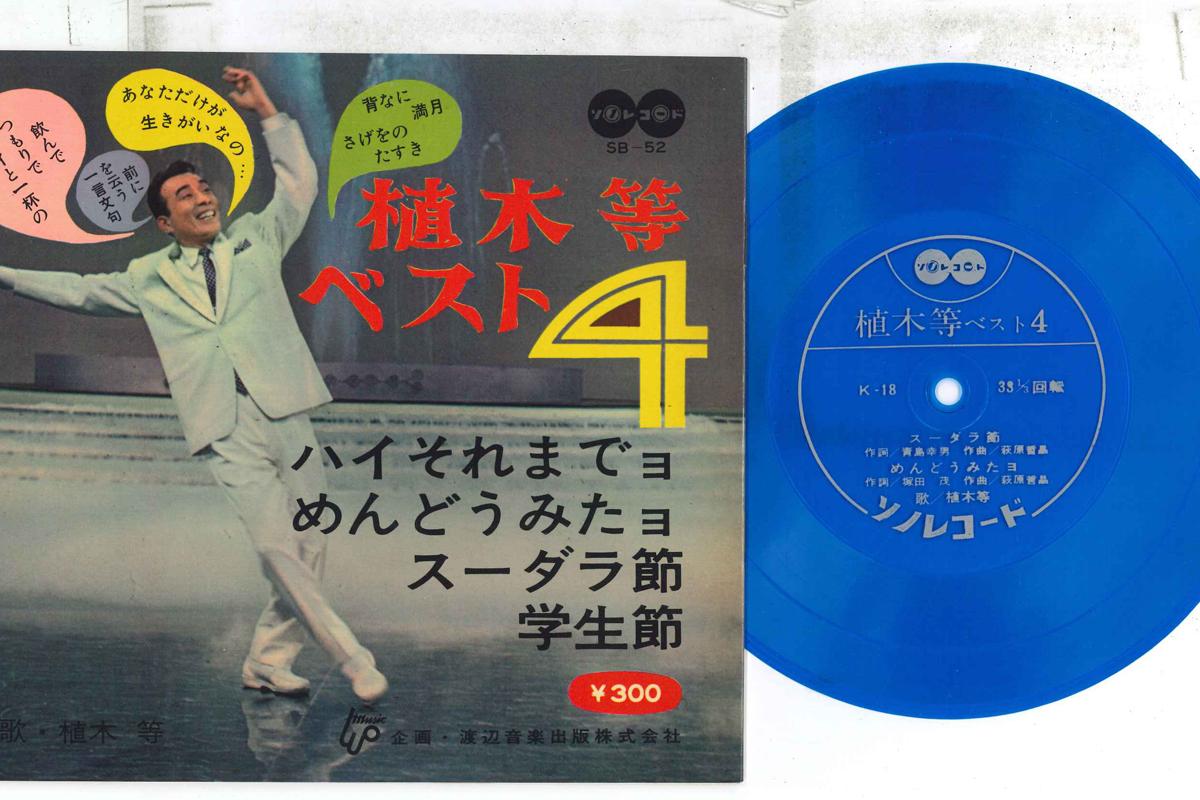 飲んで
つもりで
と一杯の
前に
を云う
一言文句
あなただけが
生きがいなの…
背なに
満月
さげをの
たすき
ソノレコード
SB-52
植木等
ベスト4
ハイそれまでョ
めんどうみたョ
スーダラ節
学生節
¥300
歌・植木 等
Music
企画・渡辺音楽出版株式会社
ソノレコード
植木等ベスト4
K-18
33⅓回転
スーダラ節
作詞/青島幸男 作曲/萩原哲晶
めんどうみたョ
作詞/塚田 茂 作曲/萩原哲晶
歌/植木等
ソノレコード